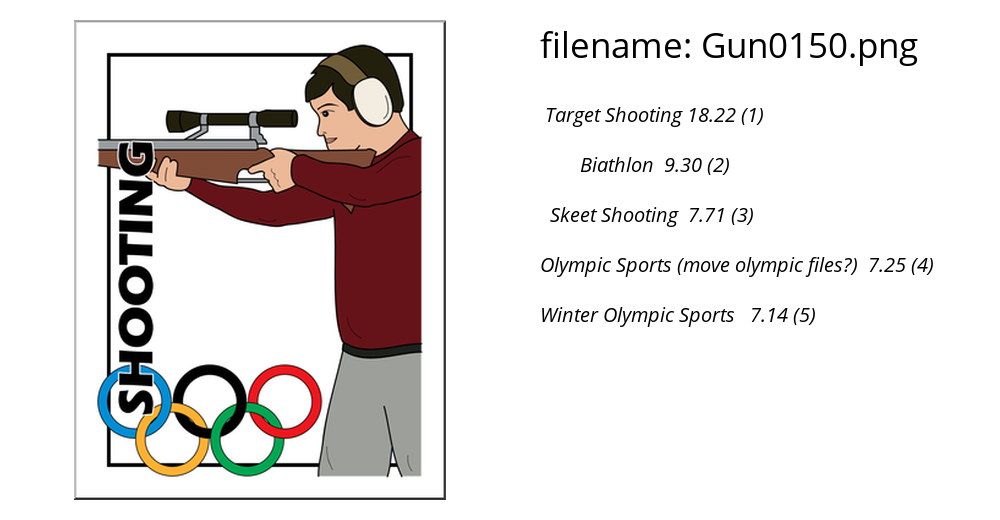 SHOOTING
filename: Gun0150.png
Target Shooting 18.22 (1)
Biathlon 9.30 (2)
Skeet Shooting 7.71 (3)
Olympic Sports (move olympic files?) 7.25 (4)
Winter Olympic Sports 7.14 (5)